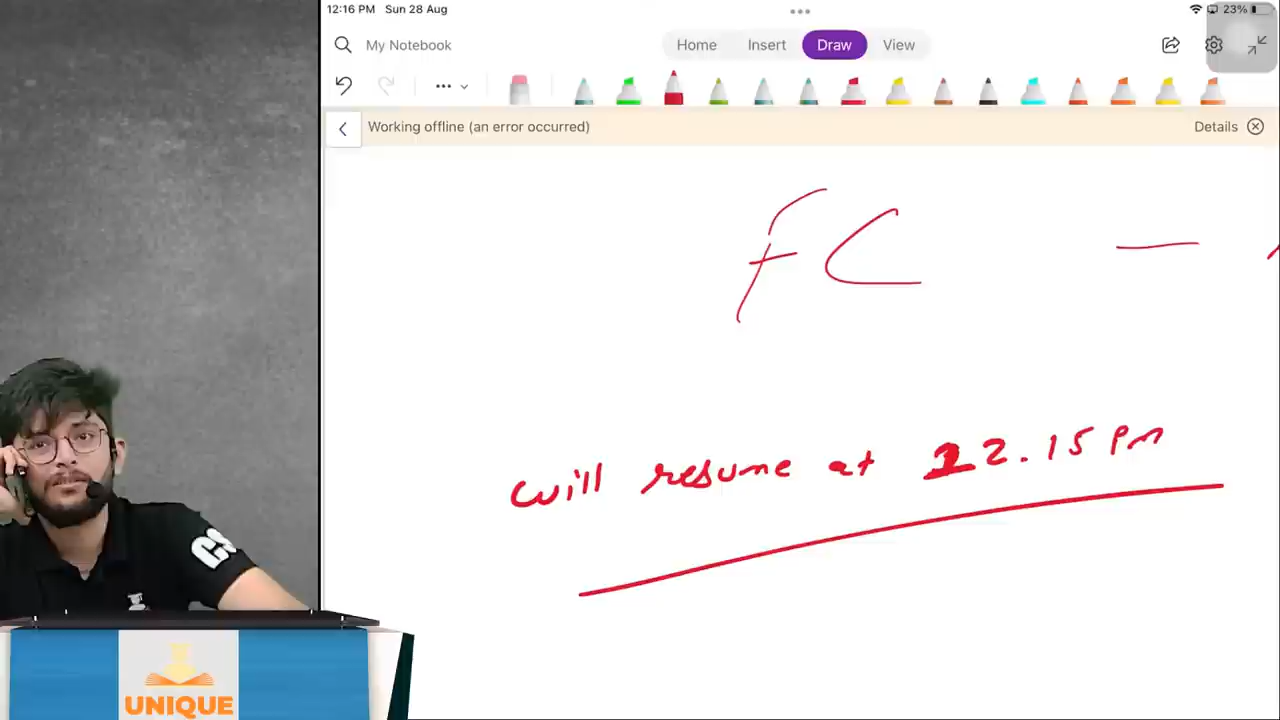 12:16 PM Sun 28 Aug
23%
My Notebook
Home Insert Draw View
Working offline (an error occurred)
Details
FC —
will resume at 12.15 Pm
CS
UNIQUE